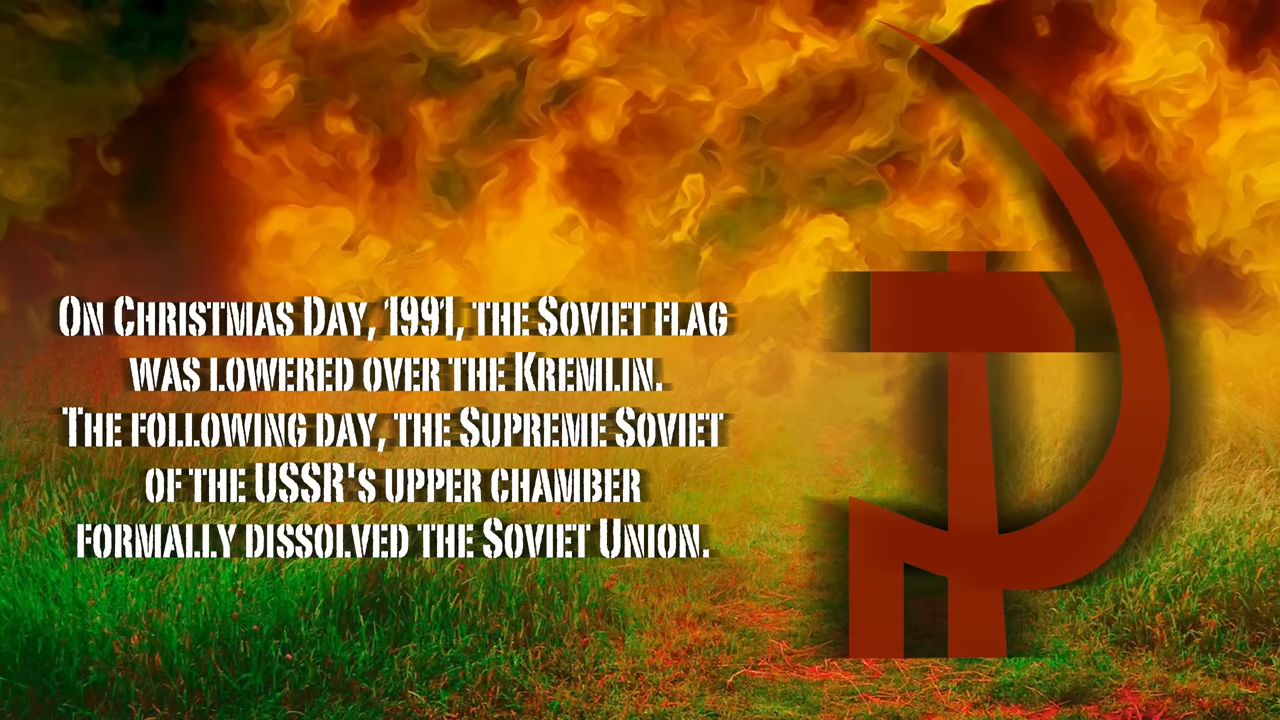 On Christmas Day, 1991, the Soviet flag
was lowered over the Kremlin.
The following day, the Supreme Soviet
of the USSR's upper chamber
formally dissolved the Soviet Union.